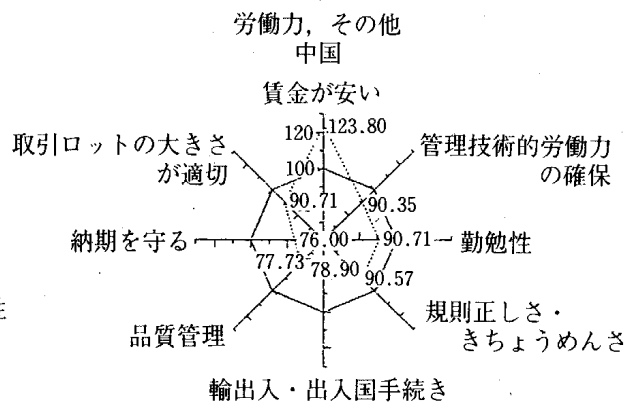 労働力，その他
中国
賃金が安い
取引ロットの大きさ
が適切
管理技術的労働力
の確保
120
123.80
100
90.71
90.35
納期を守る
77.73
76.00
90.71
勤勉性
78.90
90.57
品質管理
規則正しさ・
きちょうめんさ
輸出入・出入国手続き